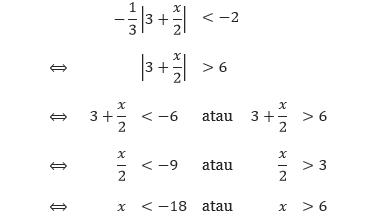 −1/3 |3 + x/2| < −2
⇔ |3 + x/2| > 6
⇔ 3 + x/2 < −6 atau 3 + x/2 > 6
⇔ x/2 < −9 atau x/2 > 3
⇔ x < −18 atau x > 6